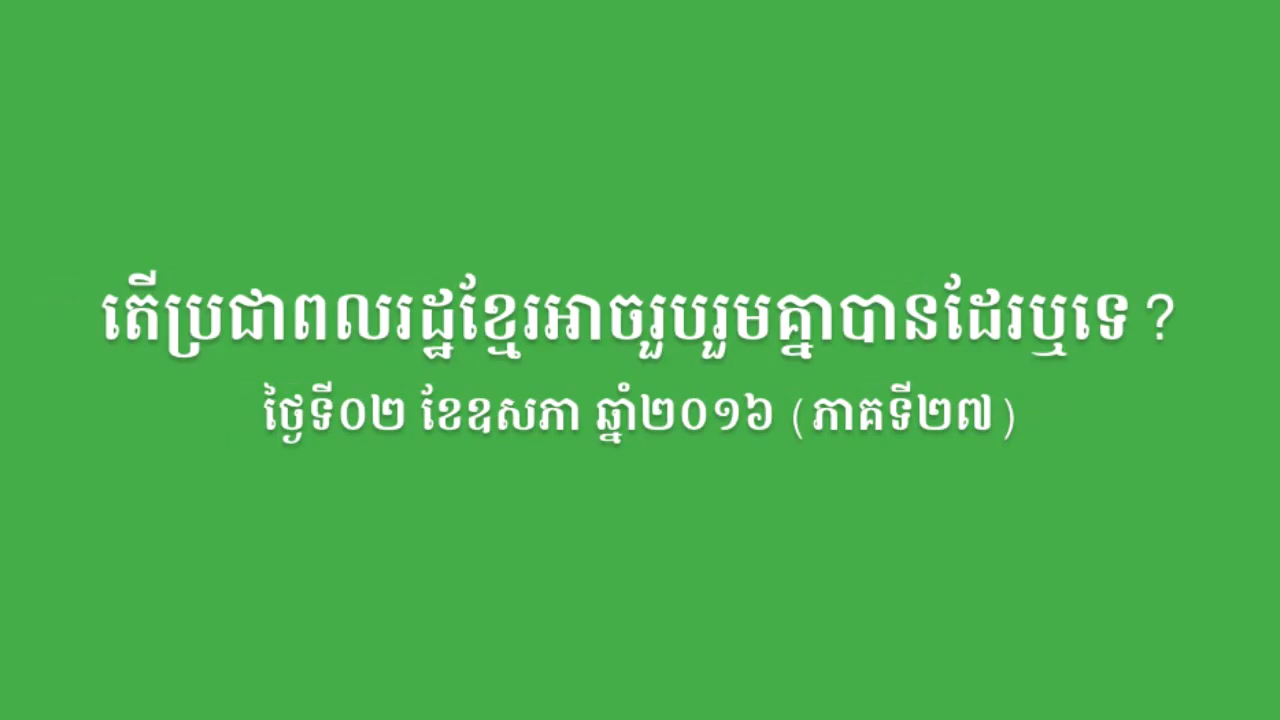 តើប្រជាពលរដ្ឋខ្មែរអាចរួបរួមគ្នាបានដែរឬទេ ?
ថ្ងៃទី០២ ខែឧសភា ឆ្នាំ២០១៦ (ភាគទី២៧)